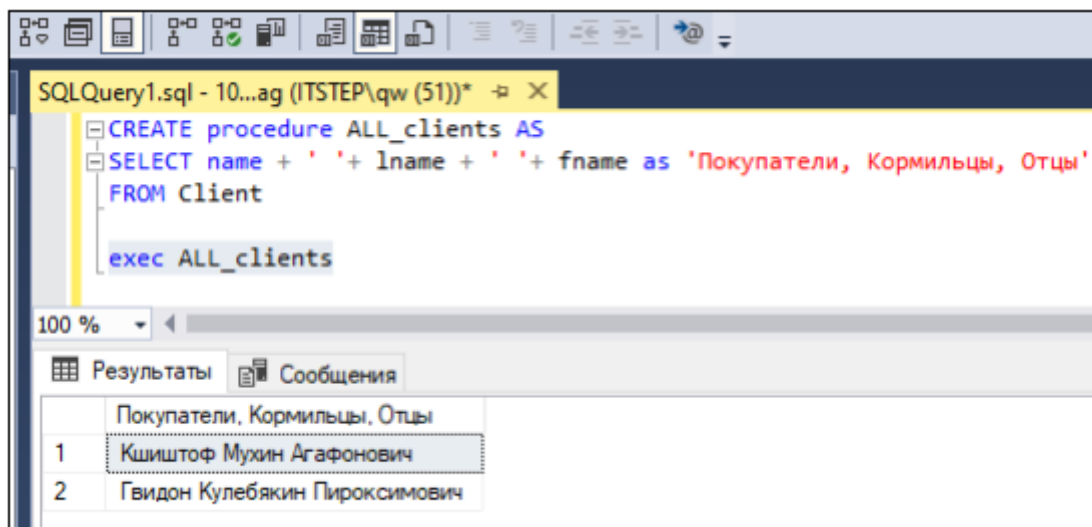 SQLQuery1.sql - 10...ag (ITSTEP\qw (51))*
CREATE procedure ALL_clients AS
SELECT name + ' '+ lname + ' '+ fname as 'Покупатели, Кормильцы, Отцы'
FROM Client
exec ALL_clients
100 %
Результаты Сообщения
Покупатели, Кормильцы, Отцы
1 Кшиштоф Мухин Агафонович
2 Гвидон Кулебякин Пироксимович